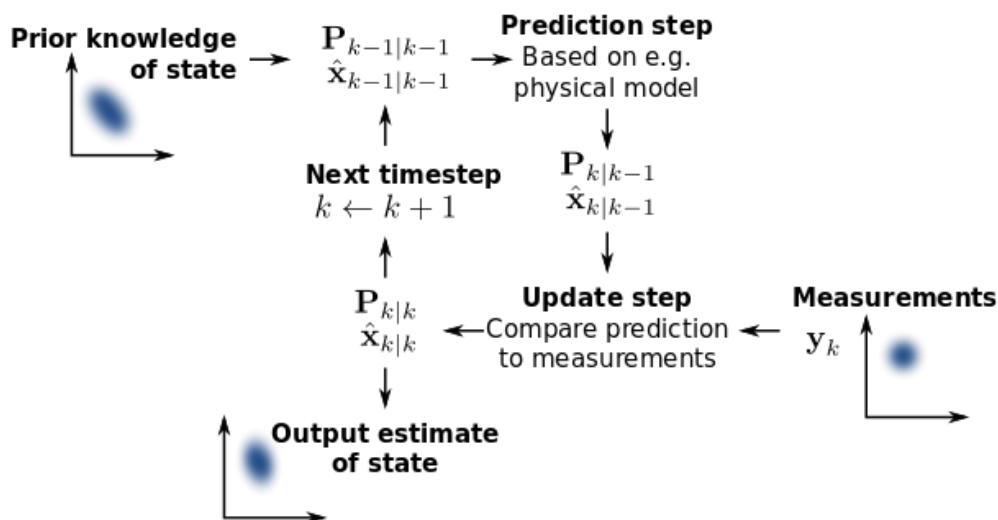 Prior knowledge
of state
P_{k−1|k−1}
x̂_{k−1|k−1}
Prediction step
Based on e.g.
physical model
P_{k|k−1}
x̂_{k|k−1}
Next timestep
k ← k + 1
P_{k|k}
x̂_{k|k}
Update step
Compare prediction
to measurements
Measurements
y_k
Output estimate
of state